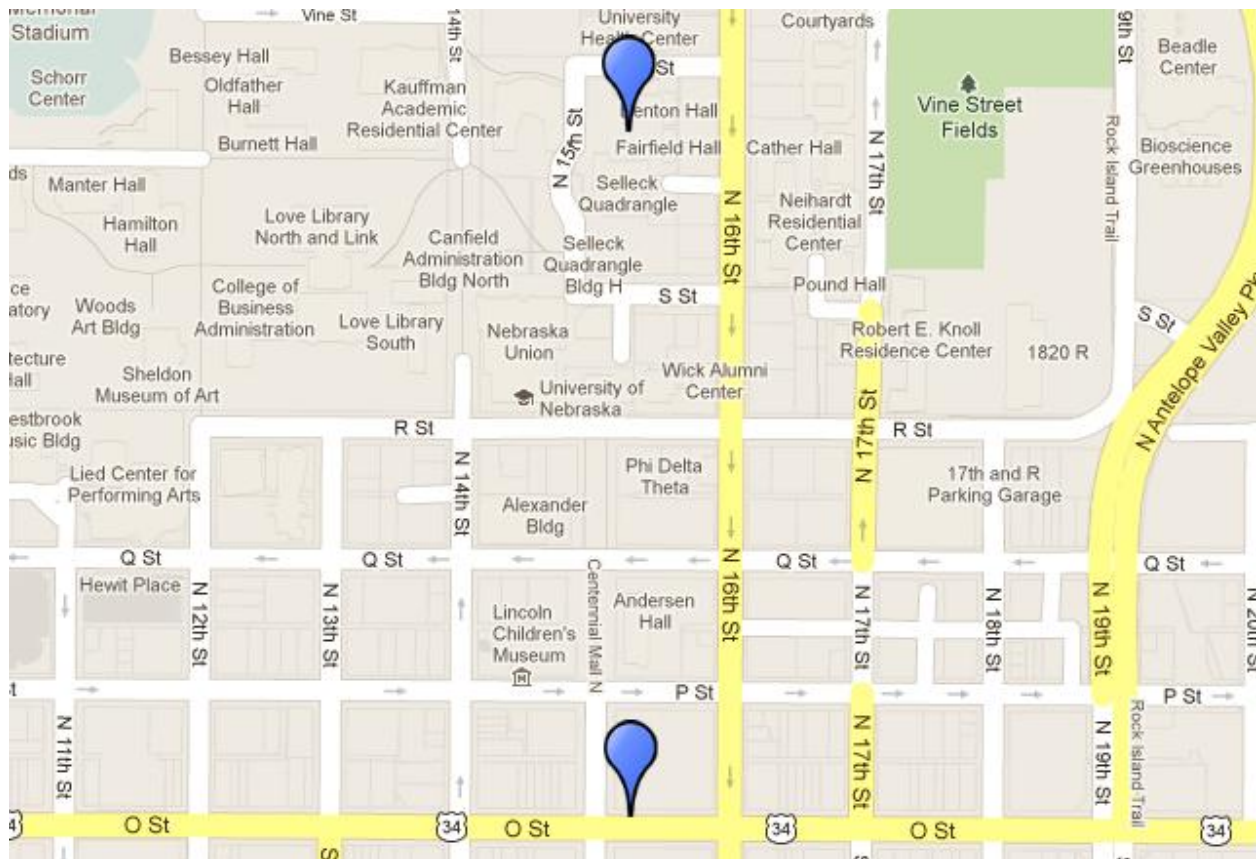 Memorial
Stadium
Vine St
14th St
University
Health Center
Courtyards
9th St
Beadle
Center
Bessey Hall
Schorr
Center
Oldfather
Hall
Kauffman
Academic
Residential Center
St
Benton Hall
Vine Street
Fields
Burnett Hall
N 15th St
Fairfield Hall
Cather Hall
N 17th St
Rock Island Trail
Bioscience
Greenhouses
Manter Hall
Selleck
Quadrangle
N 16th St
Neihardt
Residential
Center
Hamilton
Hall
Love Library
North and Link
Canfield
Administration
Bldg North
Selleck
Quadrangle
Bldg H
Pound Hall
Woods
Art Bldg
College of
Business
Administration
S St
Love Library
South
Nebraska
Union
Robert E. Knoll
Residence Center
1820 R
S St
N Antelope Valley
Sheldon
Museum of Art
University of
Nebraska
Wick Alumni
Center
N 17th St
R St
R St
Lied Center for
Performing Arts
N 14th St
Phi Delta
Theta
17th and R
Parking Garage
Alexander
Bldg
Q St
Q St
Q St
Q St
Hewit Place
N 12th St
N 13th St
Centennial Mall N
Andersen
Hall
N 16th St
N 17th St
N 18th St
N 19th St
N 20th St
Lincoln
Children's
Museum
M
P St
P St
N 11th St
N 17th St
N 19th St
Rock Island Trail
O St
34
O St
34
O St
34
S